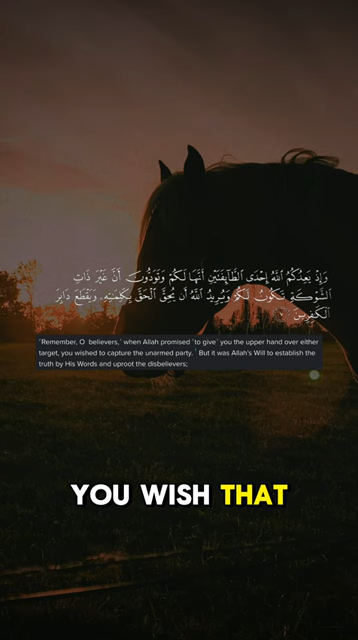 وَإِذْ يَعِدُكُمُ ٱللَّهُ إِحْدَى ٱلطَّآئِفَتَيْنِ أَنَّهَا لَكُمْ وَتَوَدُّونَ أَنَّ غَيْرَ ذَاتِ
ٱلشَّوْكَةِ تَكُونُ لَكُمْ وَيُرِيدُ ٱللَّهُ أَن يُحِقَّ ٱلْحَقَّ بِكَلِمَـٰتِهِۦ وَيَقْطَعَ دَابِرَ
ٱلْكَـٰفِرِينَ
˹Remember, O believers,˺ when Allah promised ˹to give˺ you the upper hand over either
target, you wished to capture the unarmed party.˺ But it was Allah's Will to establish the
truth by His Words and uproot the disbelievers;
YOU WISH THAT